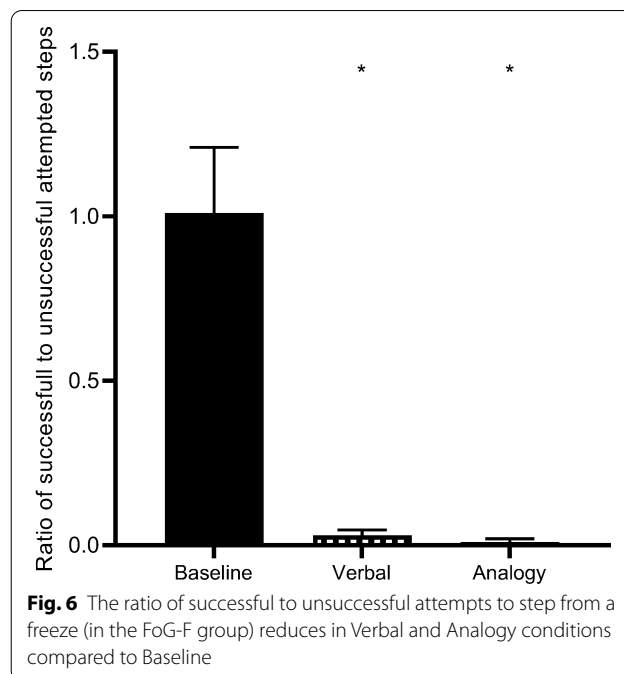 Ratio of successfull to unsuccessful attempted steps
1.5
1.0
0.5
0.0
*
*
Baseline
Verbal
Analogy
Fig. 6 The ratio of successful to unsuccessful attempts to step from a
freeze (in the FoG-F group) reduces in Verbal and Analogy conditions
compared to Baseline